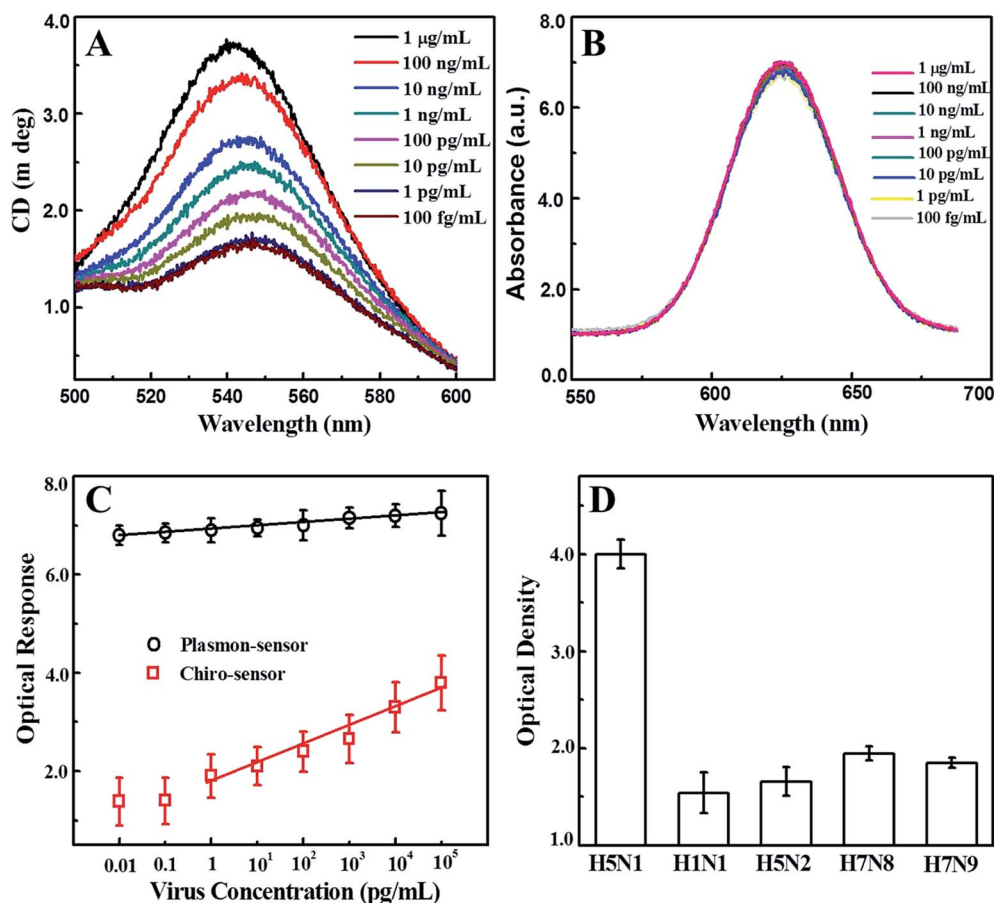 A
CD (m deg)
4.0
3.0
2.0
1.0
1 μg/mL
100 ng/mL
10 ng/mL
1 ng/mL
100 pg/mL
10 pg/mL
1 pg/mL
100 fg/mL
500 520 540 560 580 600
Wavelength (nm)
B
Absorbance (a.u.)
8.0
6.0
4.0
2.0
0.0
1 μg/mL
100 ng/mL
10 ng/mL
1 ng/mL
100 pg/mL
10 pg/mL
1 pg/mL
100 fg/mL
550 600 650 700
Wavelength (nm)
C
Optical Response
8.0
6.0
4.0
2.0
Plasmon-sensor
Chiro-sensor
0.01 0.1 1 10¹ 10² 10³ 10⁴ 10⁵
Virus Concentration (pg/mL)
D
Optical Density
4.0
3.0
2.0
1.0
H5N1 H1N1 H5N2 H7N8 H7N9